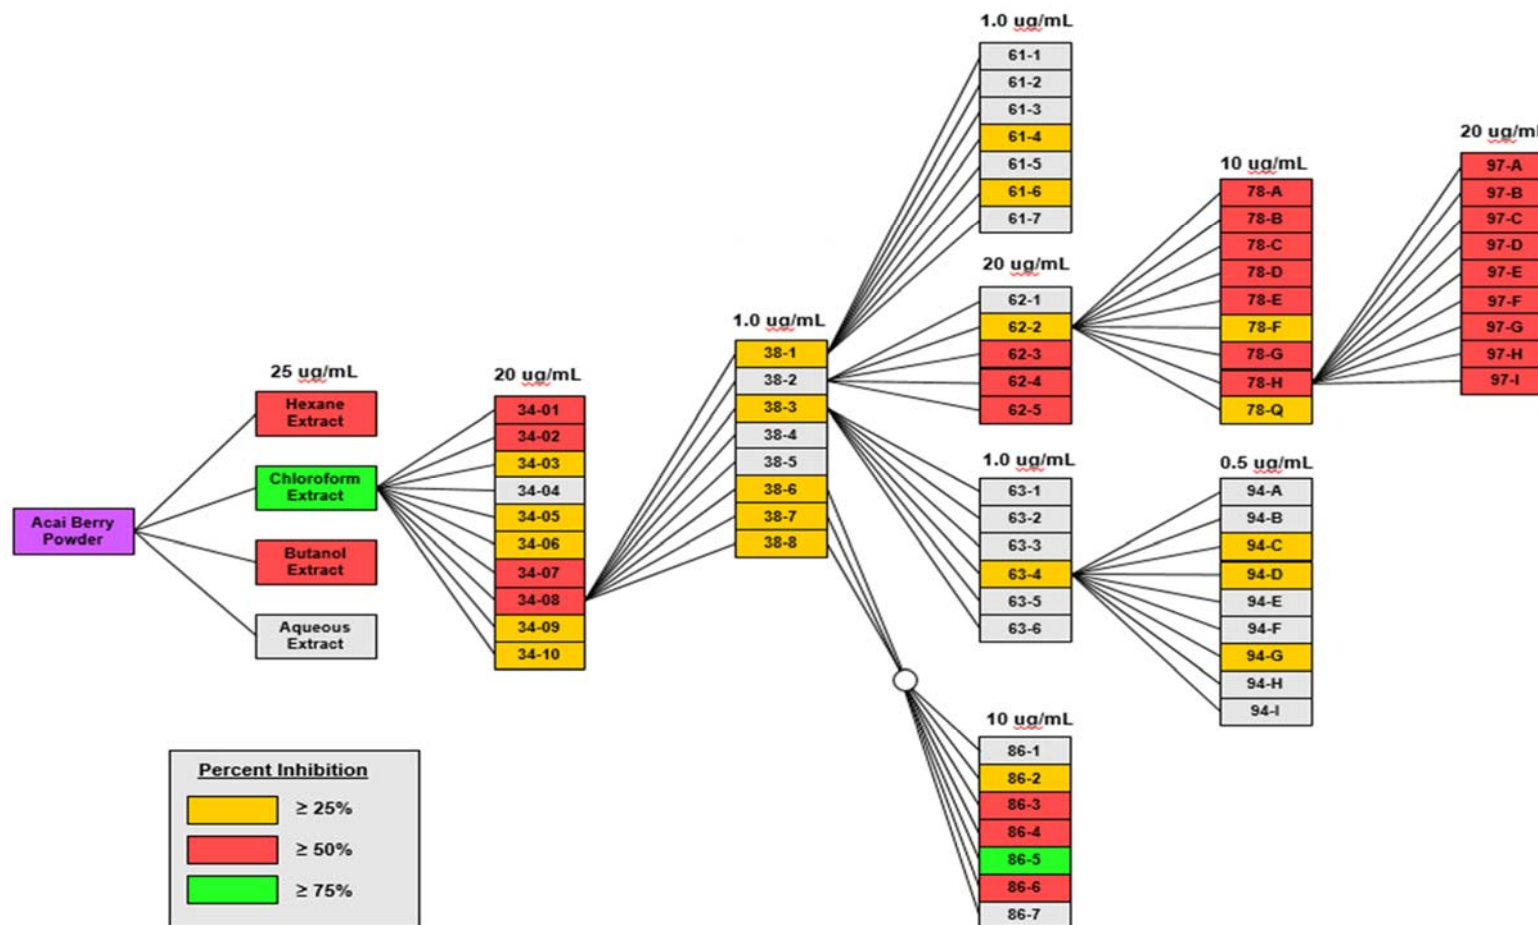 Acai Berry
Powder
25 ug/mL
Hexane
Extract
Chloroform
Extract
Butanol
Extract
Aqueous
Extract
20 ug/mL
34-01
34-02
34-03
34-04
34-05
34-06
34-07
34-08
34-09
34-10
1.0 ug/mL
38-1
38-2
38-3
38-4
38-5
38-6
38-7
38-8
1.0 ug/mL
61-1
61-2
61-3
61-4
61-5
61-6
61-7
20 ug/mL
62-1
62-2
62-3
62-4
62-5
1.0 ug/mL
63-1
63-2
63-3
63-4
63-5
63-6
10 ug/mL
86-1
86-2
86-3
86-4
86-5
86-6
86-7
10 ug/mL
78-A
78-B
78-C
78-D
78-E
78-F
78-G
78-H
78-Q
0.5 ug/mL
94-A
94-B
94-C
94-D
94-E
94-F
94-G
94-H
94-I
20 ug/mL
97-A
97-B
97-C
97-D
97-E
97-F
97-G
97-H
97-I
Percent Inhibition
≥ 25%
≥ 50%
≥ 75%